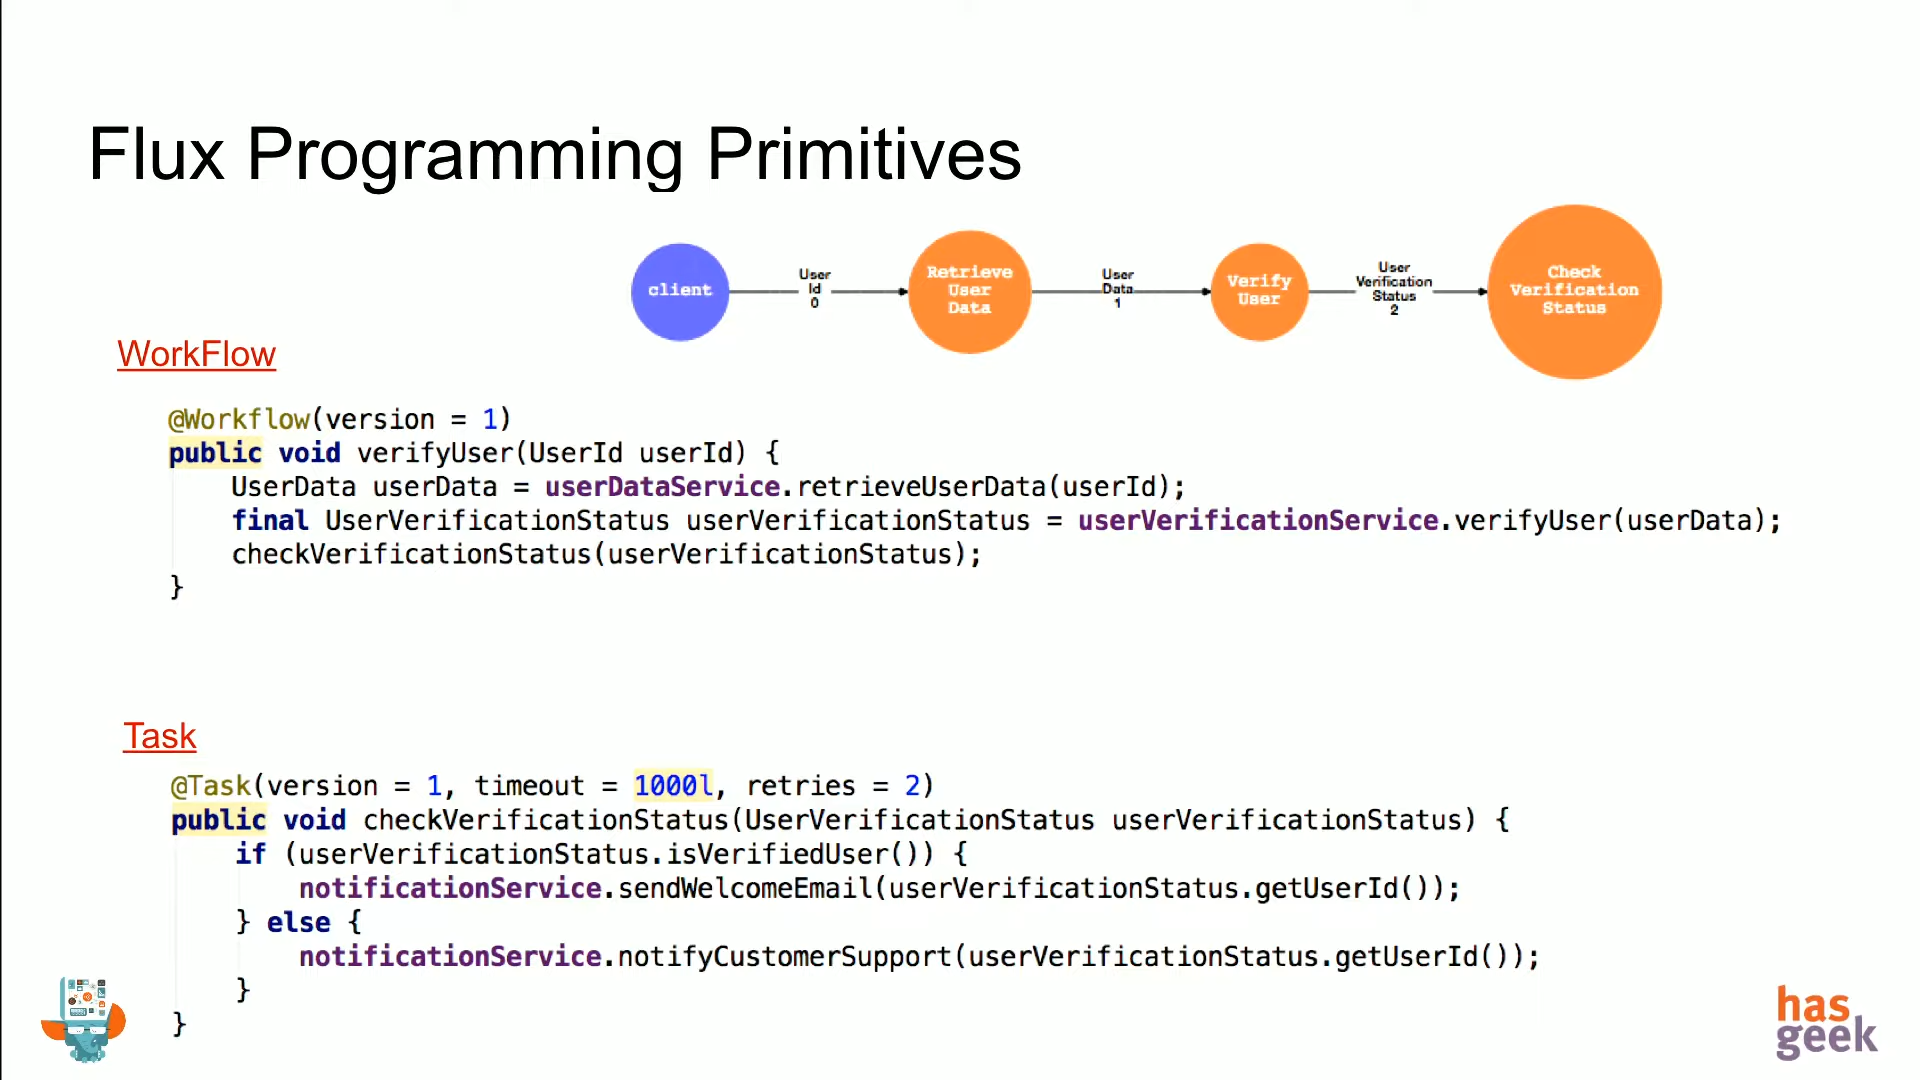 Flux Programming Primitives
client
User
Id
0
Retrieve
User
Data
User
Data
1
Verify
User
User
Verification
Status
2
Check
Verification
Status
WorkFlow
@Workflow(version = 1)
public void verifyUser(UserId userId) {
UserData userData = userDataService.retrieveUserData(userId);
final UserVerificationStatus userVerificationStatus = userVerificationService.verifyUser(userData);
checkVerificationStatus(userVerificationStatus);
}
Task
@Task(version = 1, timeout = 1000l, retries = 2)
public void checkVerificationStatus(UserVerificationStatus userVerificationStatus) {
if (userVerificationStatus.isVerifiedUser()) {
notificationService.sendWelcomeEmail(userVerificationStatus.getUserId());
} else {
notificationService.notifyCustomerSupport(userVerificationStatus.getUserId());
}
}
has
geek